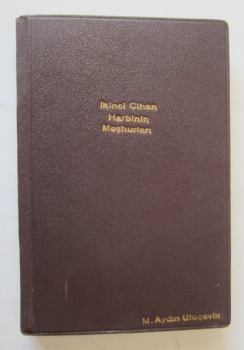 İkinci Cihan
Harbinin
Meşhurları
M. Aydın Uluçevik